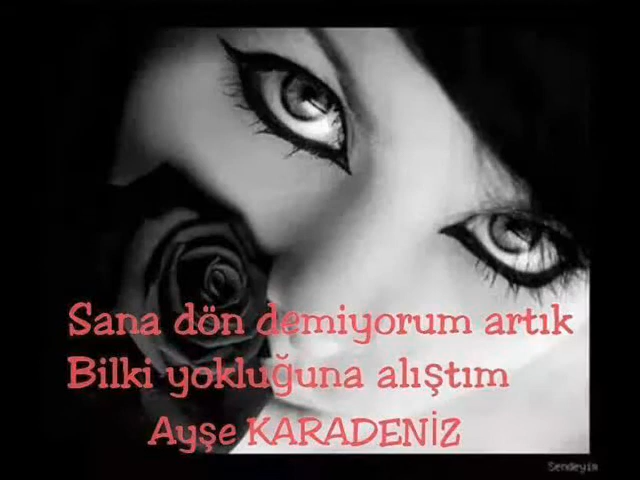 Sana dön demiyorum artık
Bilki yokluğuna alıştım
Ayşe KARADENİZ
Sendeyim